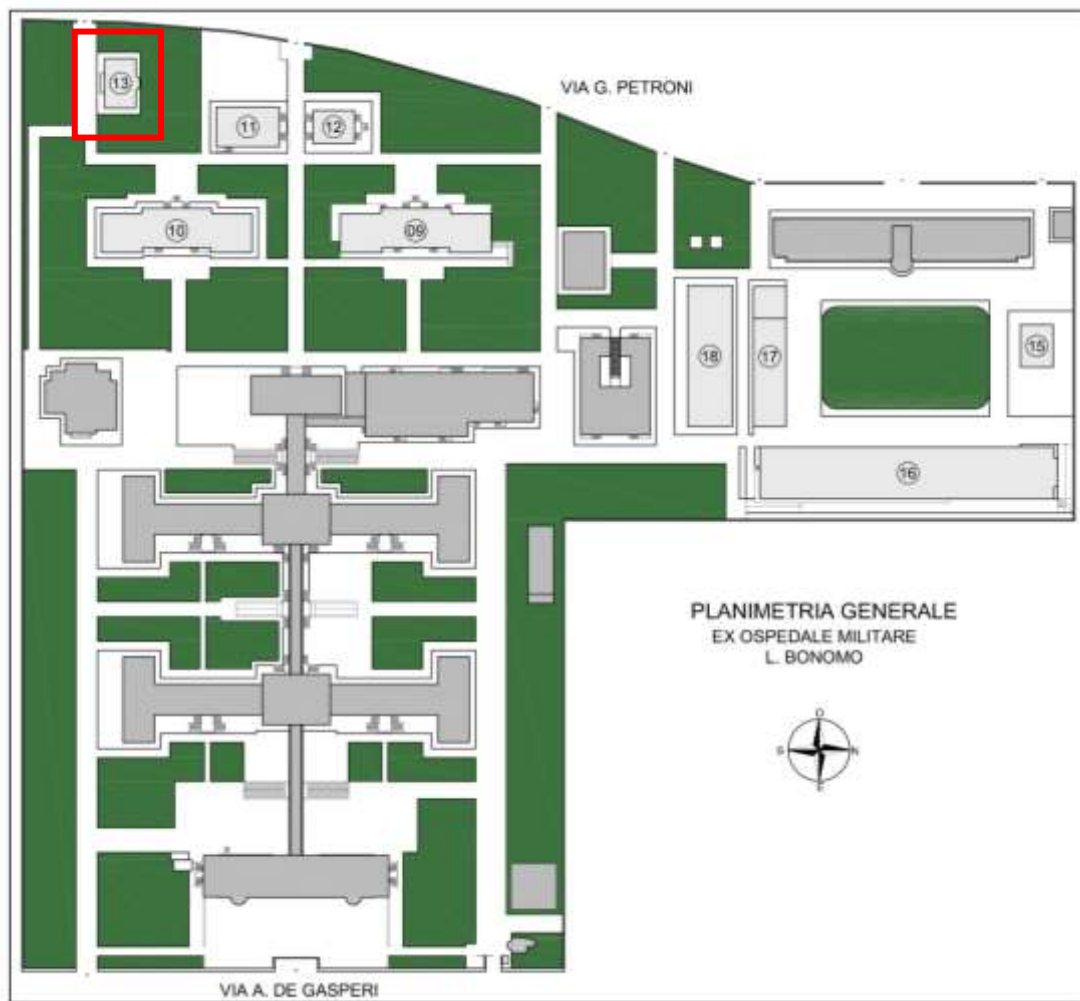 13
VIA G. PETRONI
11
12
10
09
18
17
15
16
PLANIMETRIA GENERALE
EX OSPEDALE MILITARE
L. BONOMO
O
S
N
E
VIA A. DE GASPERI